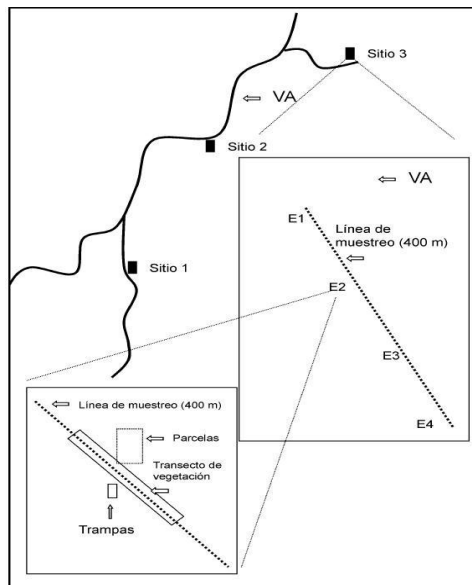 Sitio 3
VA
Sitio 2
Sitio 1
VA
E1
Línea de
muestreo (400 m)
E2
E3
E4
Línea de muestreo (400 m)
Parcelas
Transecto de
vegetación
Trampas